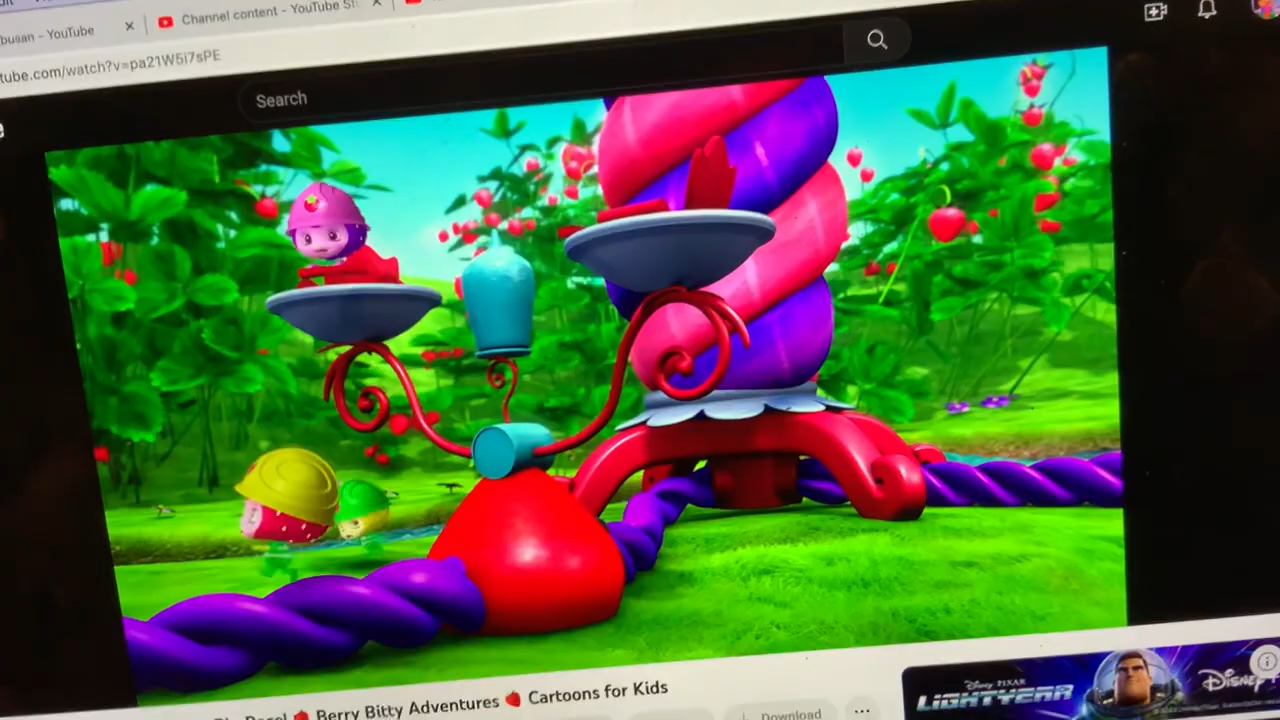 busan - YouTube
Channel content - YouTube St
tube.com/watch?v=pa21W5i7sPE
Search
Berry Bitty Adventures
Cartoons for Kids
Download
...
Disney PIXAR
LIGHTYEAR
Disney